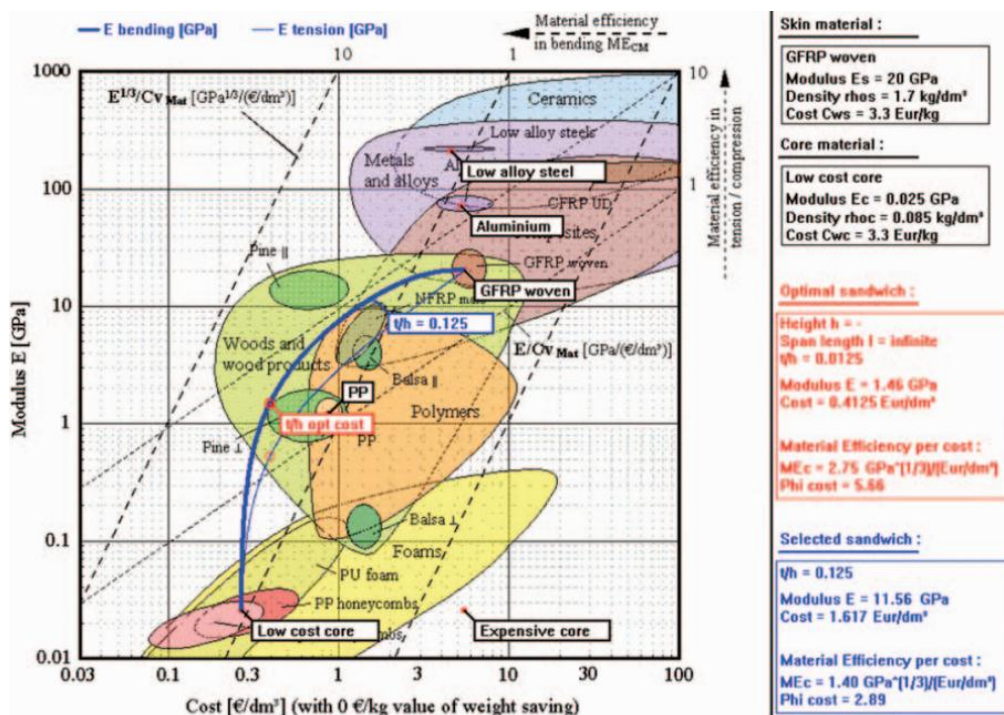 E bending [GPa]
E tension [GPa]
Material efficiency
in bending MECM
10
1
1000
100
10
1
0.1
0.01
Modulus E [GPa]
E^1/3/Cv Mat [GPa^1/3/(€/dm³)]
Ceramics
Low alloy steels
Metals
and alloys
Al
Low alloy steel
GFRP UD
Aluminium
Pine ||
GFRP woven
GFRP woven
NFRP
t/h = 0.125
E/Cv Mat [GPa/(€/dm³)]
Woods and
wood products
Balsa ||
PP
Polymers
t/h opt cost
Pine ⊥
PP
Balsa ⊥
Foams
PU foam
PP honeycombs
Low cost core
Expensive core
0.03
0.1
0.3
1
3
10
30
100
Cost [€/dm³] (with 0 €/kg value of weight saving)
10
1
Material efficiency in
tension / compression
Skin material :
GFRP woven
Modulus Es = 20 GPa
Density rhos = 1.7 kg/dm³
Cost Cws = 3.3 Eur/kg
Core material :
Low cost core
Modulus Ec = 0.025 GPa
Density rhoc = 0.085 kg/dm³
Cost Cwc = 3.3 Eur/kg
Optimal sandwich :
Height h = -
Span length l = infinite
t/h = 0.0125
Modulus E = 1.46 GPa
Cost = 0.4125 Eur/dm³
Material Efficiency per cost :
MEc = 2.75 GPa^(1/3)/(Eur/dm³)
Phi cost = 5.66
Selected sandwich :
t/h = 0.125
Modulus E = 11.56 GPa
Cost = 1.617 Eur/dm³
Material Efficiency per cost :
MEc = 1.40 GPa^(1/3)/(Eur/dm³)
Phi cost = 2.89